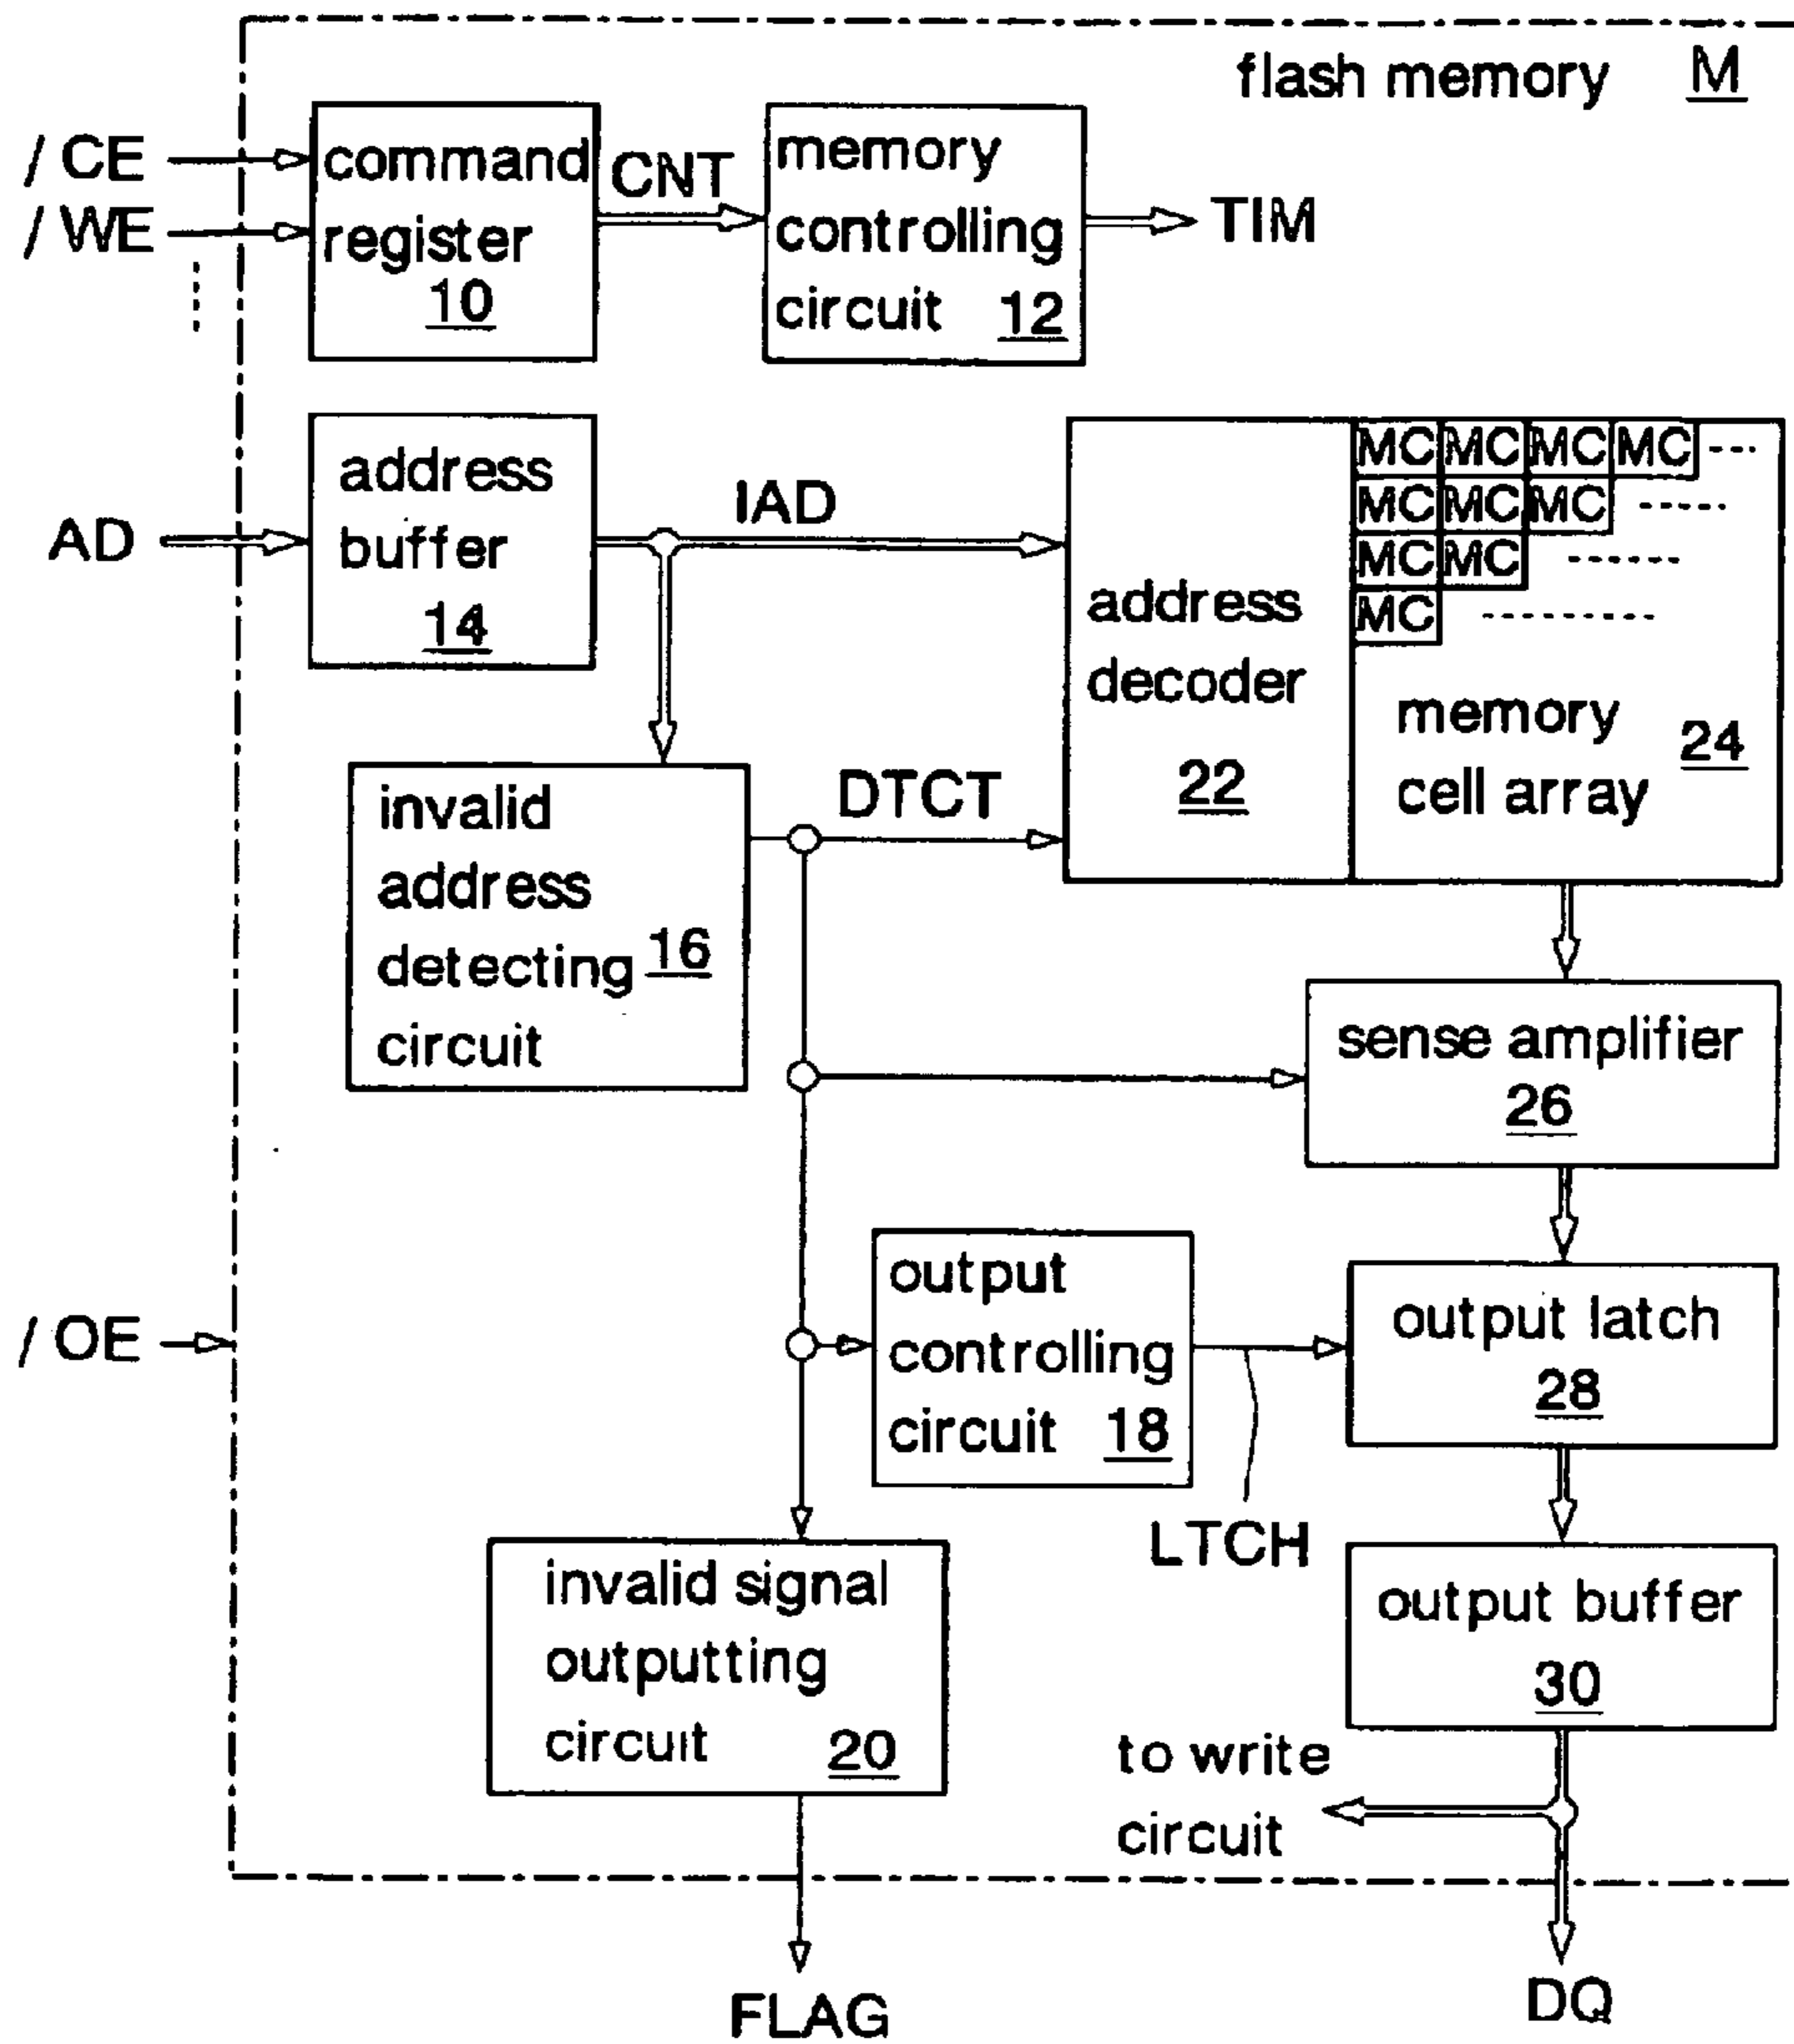 flash memory M
/ CE
/ WE
command
register
10
CNT
memory
controlling
circuit 12
TIM
AD
address
buffer
14
IAD
address
decoder
22
MC MC MC MC
MC MC MC
MC MC
MC
memory
cell array
24
invalid
address
detecting
circuit
16
DTCT
sense amplifier
26
/ OE
output
controlling
circuit 18
LTCH
output latch
28
output buffer
30
invalid signal
outputting
circuit 20
to write
circuit
FLAG
DQ